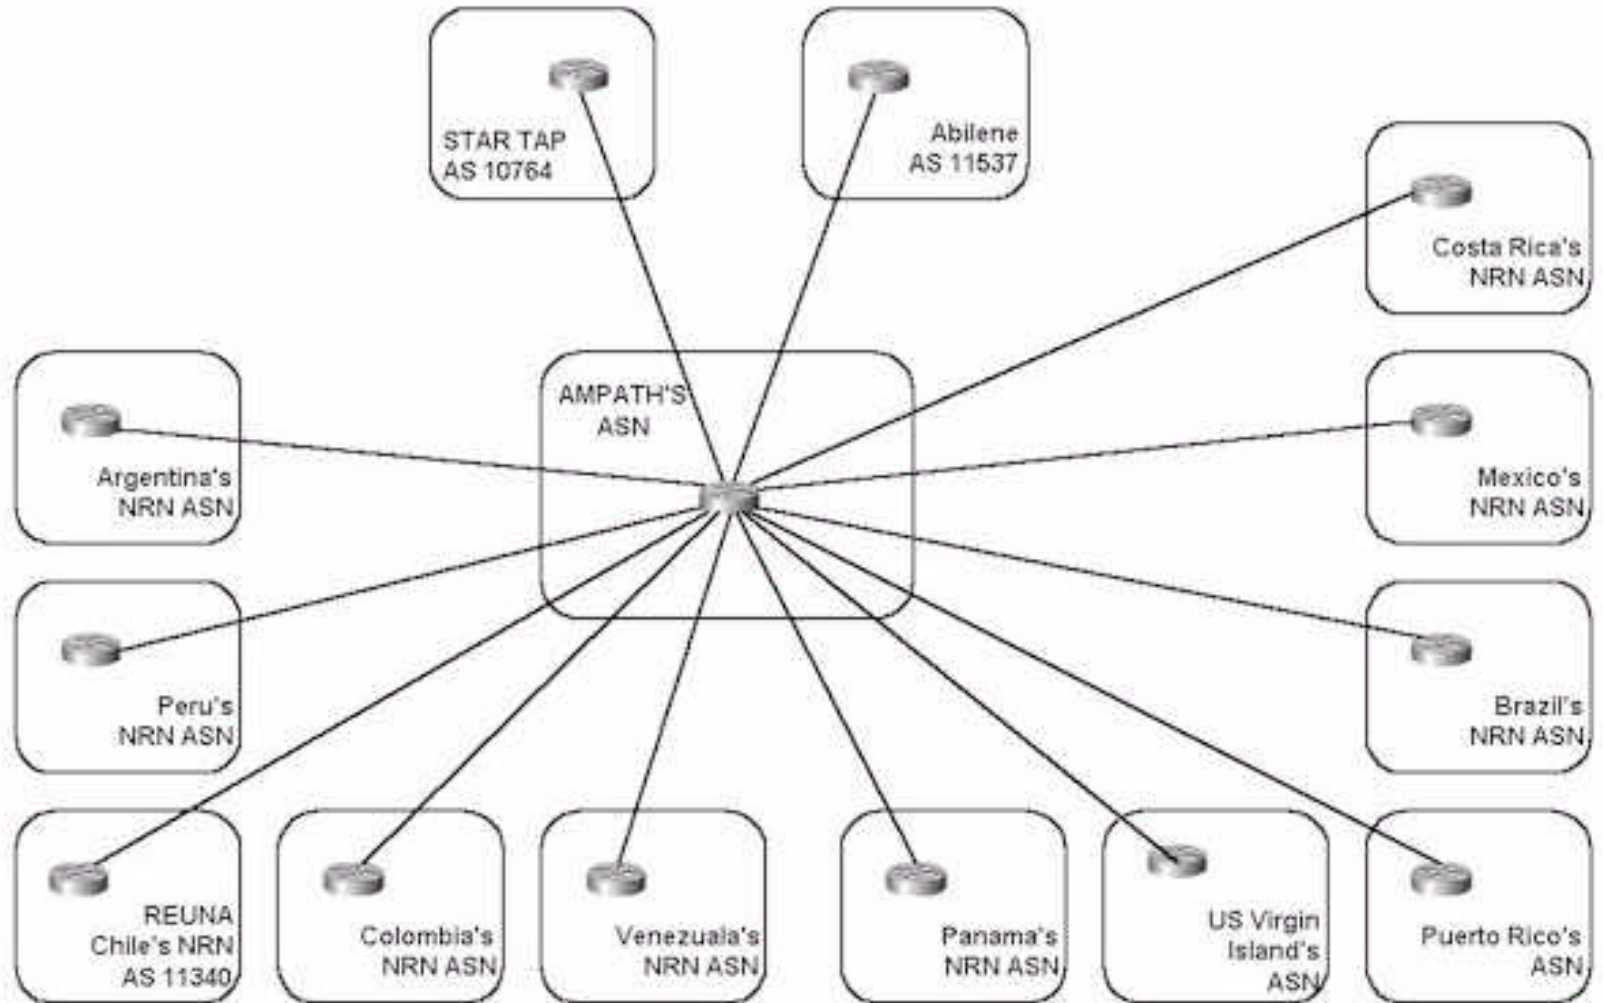 STAR TAP
AS 10764
Abilene
AS 11537
Costa Rica's
NRN ASN
AMPATH'S
ASN
Argentina's
NRN ASN
Mexico's
NRN ASN
Peru's
NRN ASN
Brazil's
NRN ASN
REUNA
Chile's NRN
AS 11340
Colombia's
NRN ASN
Venezuala's
NRN ASN
Panama's
NRN ASN
US Virgin
Island's
ASN
Puerto Rico's
ASN